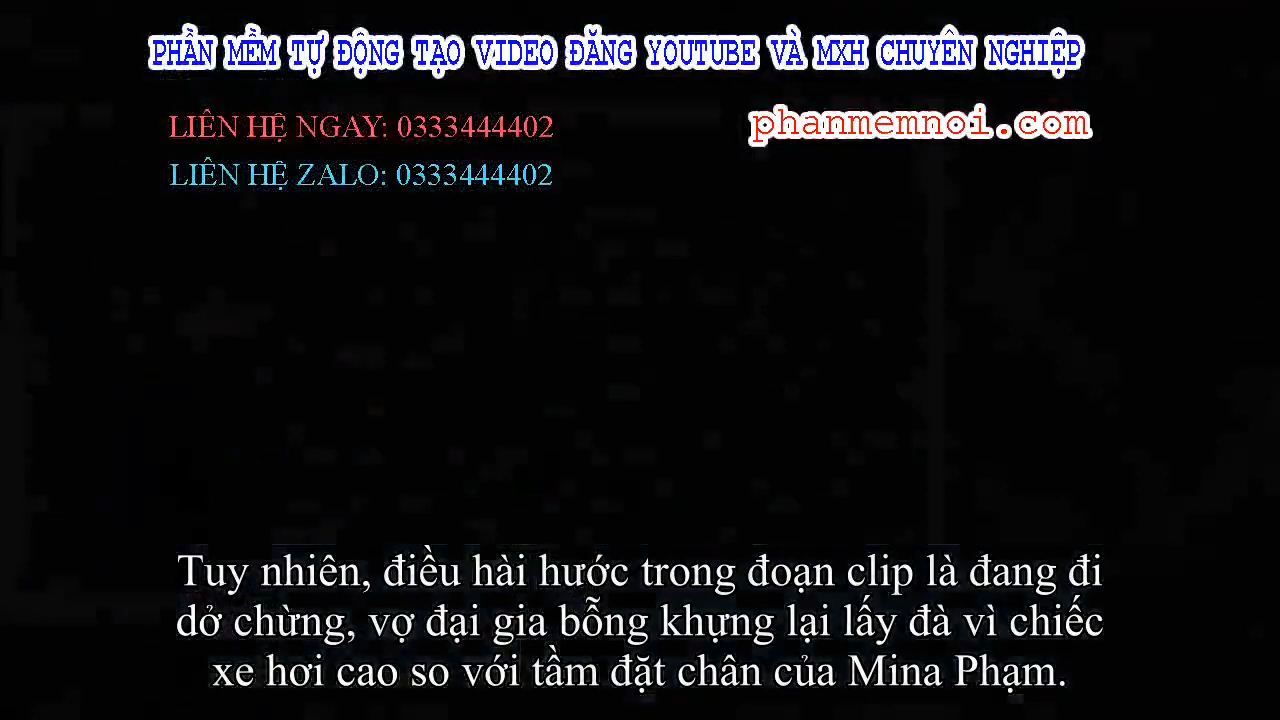 PHẦN MỀM TỰ ĐỘNG TẠO VIDEO ĐĂNG YOUTUBE VÀ MXH CHUYÊN NGHIỆP
LIÊN HỆ NGAY: 0333444402
phanmemnoi.com
LIÊN HỆ ZALO: 0333444402
Tuy nhiên, điều hài hước trong đoạn clip là đang đi
dở chừng, vợ đại gia bỗng khựng lại lấy đà vì chiếc
xe hơi cao so với tầm đặt chân của Mina Phạm.